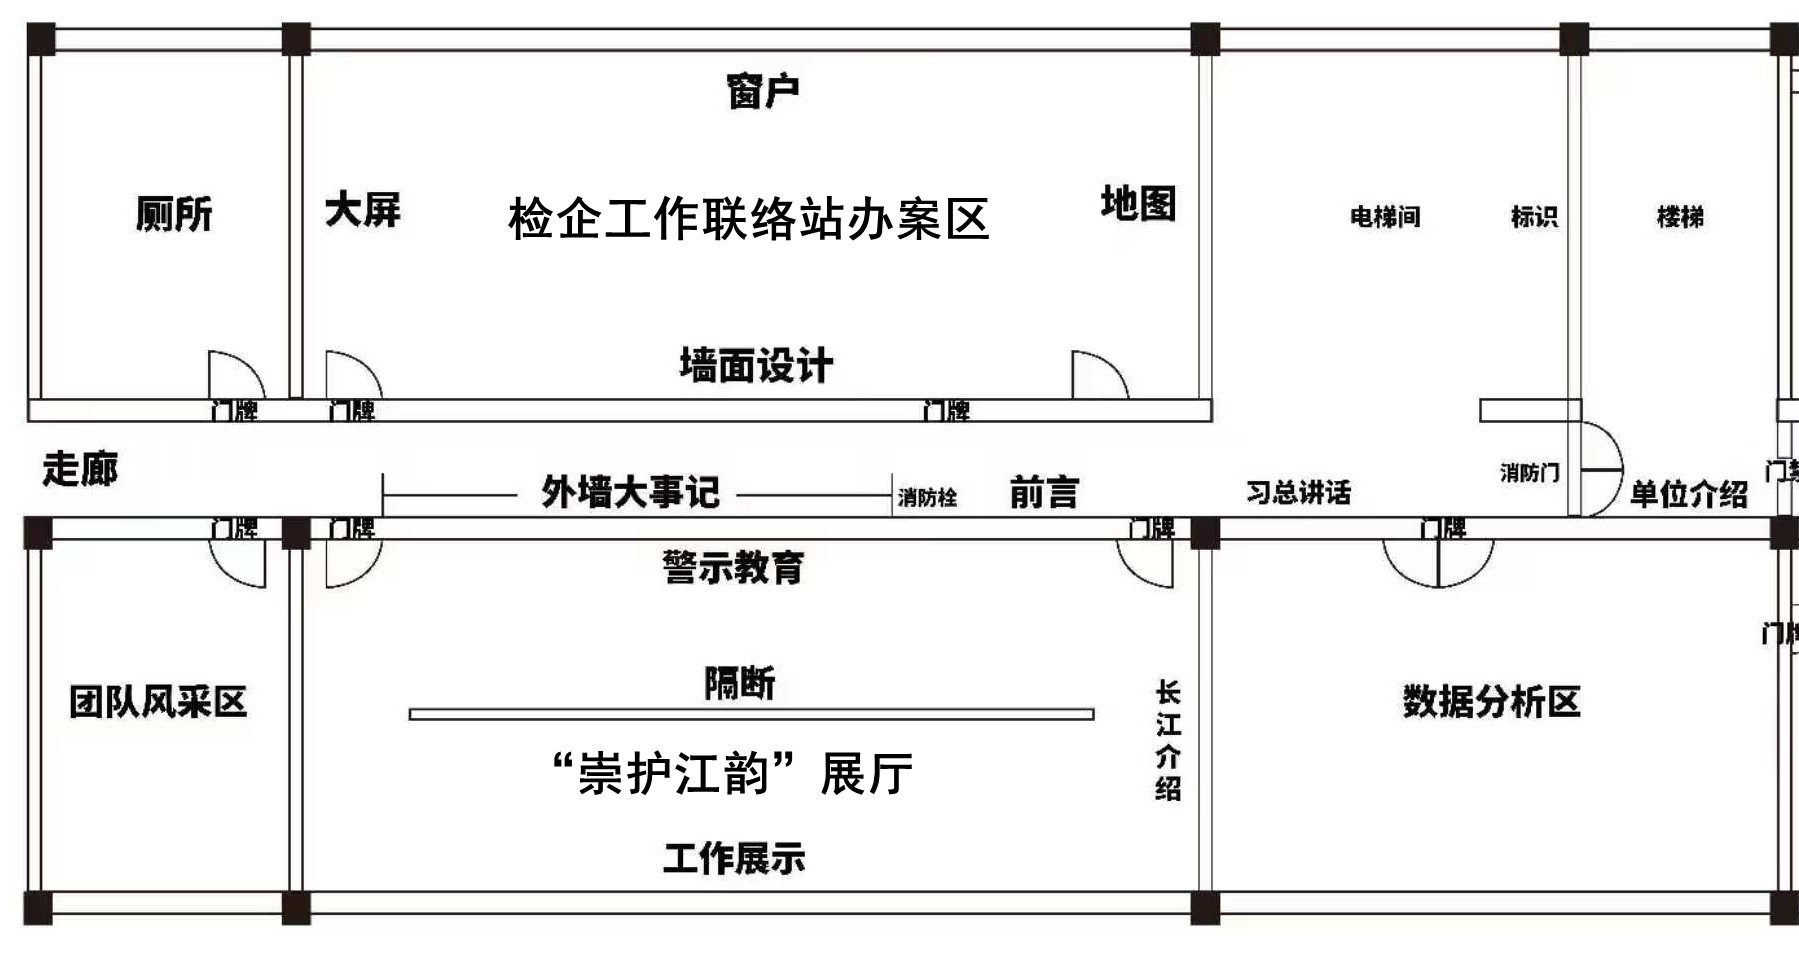 窗户
厕所
大屏
检企工作联络站办案区
地图
电梯间
标识
楼梯
墙面设计
门牌
门牌
门牌
走廊
外墙大事记
消防栓
前言
习总讲话
消防门
单位介绍
门禁
门牌
门牌
门牌
门牌
警示教育
门牌
隔断
团队风采区
长江介绍
数据分析区
“崇护江韵”展厅
工作展示